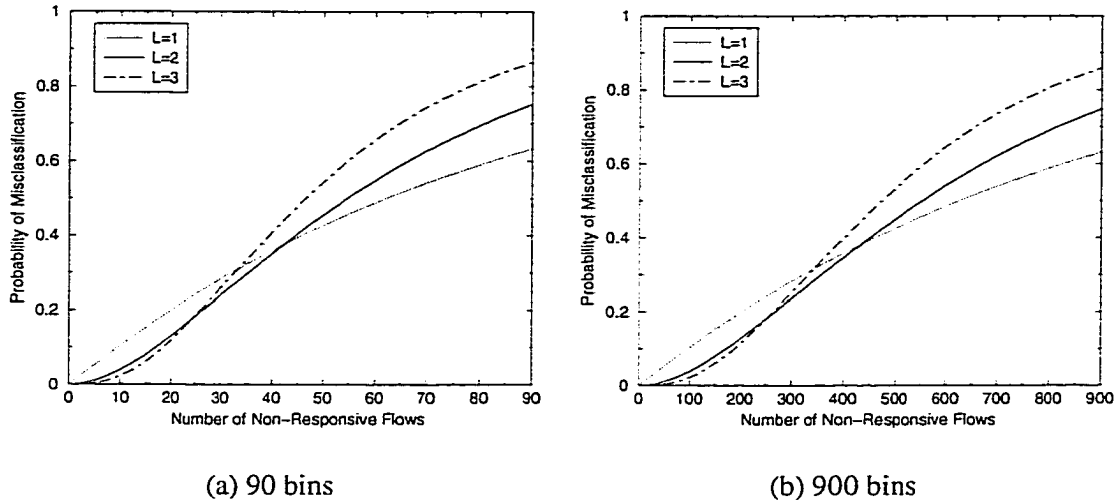 1
0.8
0.6
0.4
0.2
0
Probability of Misclassification
L=1
L=2
L=3
0 10 20 30 40 50 60 70 80 90
Number of Non-Responsive Flows
(a) 90 bins
1
0.8
0.6
0.4
0.2
0
Probability of Misclassification
L=1
L=2
L=3
0 100 200 300 400 500 600 700 800 900
Number of Non-Responsive Flows
(b) 900 bins